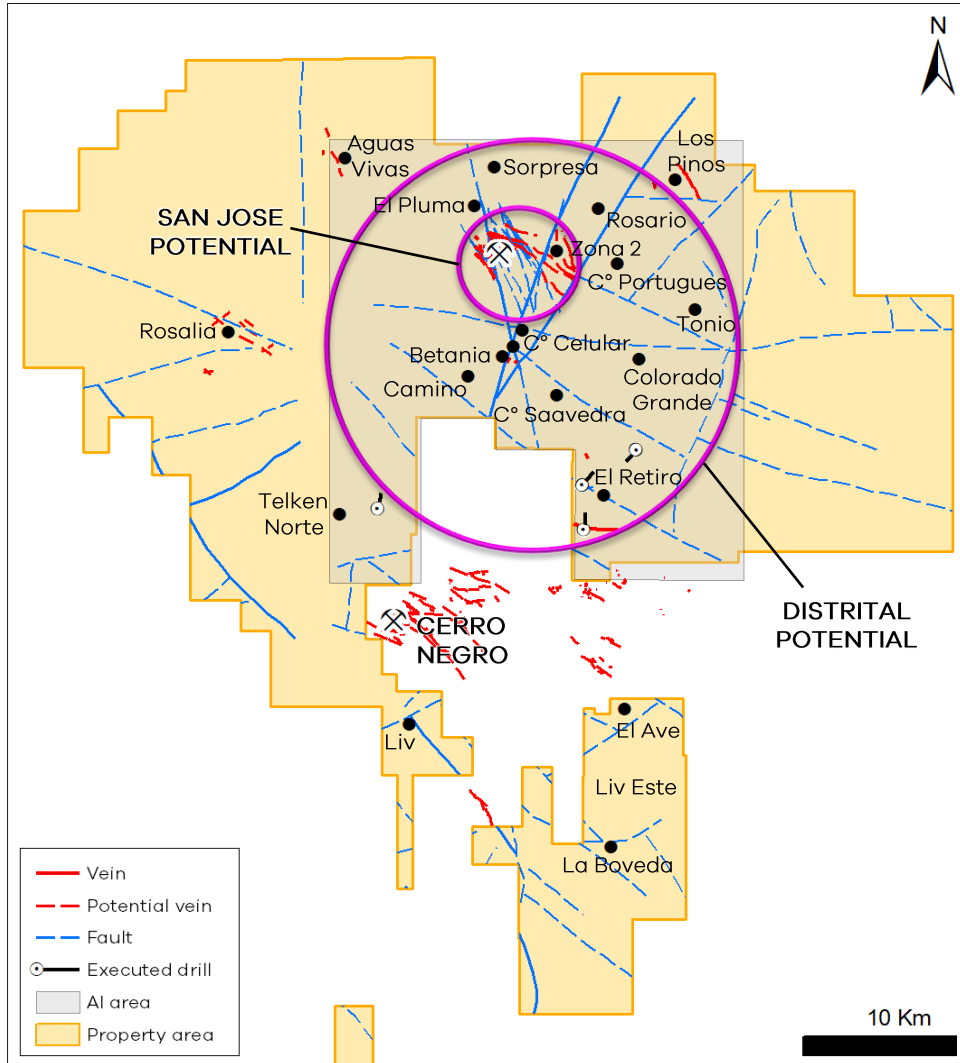 N
Aguas
Vivas
Sorpresa
Los
Pinos
El Pluma
Rosario
SAN JOSE
POTENTIAL
Zona 2
C° Portugues
Tonio
Rosalia
C° Celular
Betania
Camino
Colorado
Grande
C° Saavedra
El Retiro
Telken
Norte
DISTRITAL
POTENTIAL
CERRO
NEGRO
El Ave
Liv
Liv Este
La Boveda
Vein
Potential vein
Fault
Executed drill
AI area
Property area
10 Km